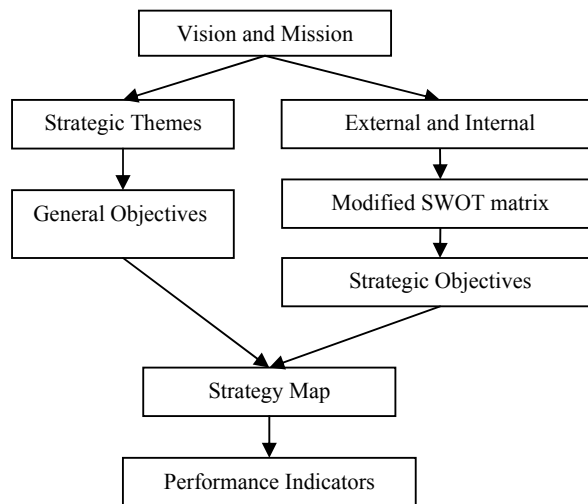 Vision and Mission
Strategic Themes
External and Internal
General Objectives
Modified SWOT matrix
Strategic Objectives
Strategy Map
Performance Indicators